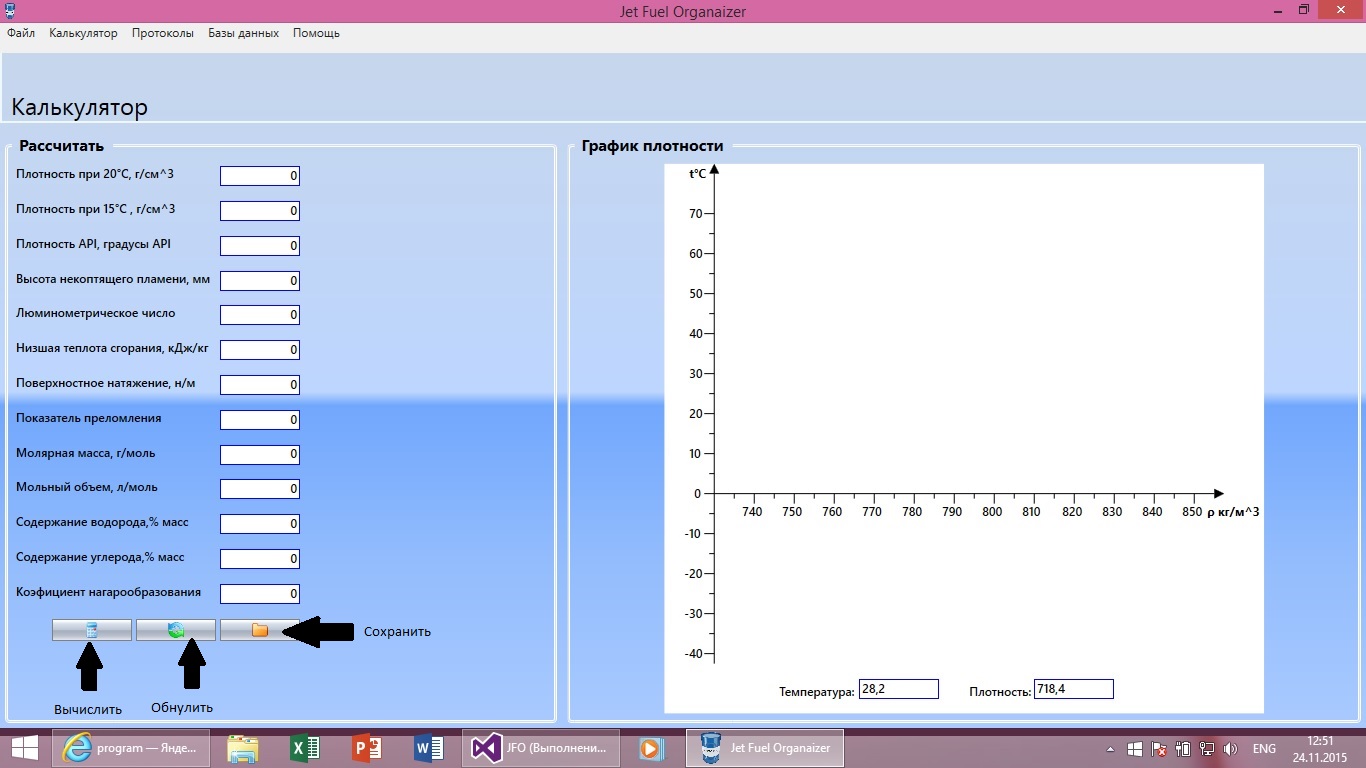 Jet Fuel Organaizer
Файл Калькулятор Протоколы Базы данных Помощь
Калькулятор
Рассчитать
Плотность при 20°C, г/см^3 0
Плотность при 15°C , г/см^3 0
Плотность API, градусы API 0
Высота некоптящего пламени, мм 0
Люминометрическое число 0
Низшая теплота сгорания, кДж/кг 0
Поверхностное натяжение, н/м 0
Показатель преломления 0
Молярная масса, г/моль 0
Мольный объем, л/моль 0
Содержание водорода,% масс 0
Содержание углерода,% масс 0
Коэфициент нагарообразования 0
Сохранить
Вычислить
Обнулить
График плотности
t°C
70
60
50
40
30
20
10
0
740 750 760 770 780 790 800 810 820 830 840 850 ρ кг/м^3
-10
-20
-30
-40
Температура: 28,2 Плотность: 718,4
program — Янде...
JFO (Выполнени...
Jet Fuel Organaizer
ENG
12:51
24.11.2015